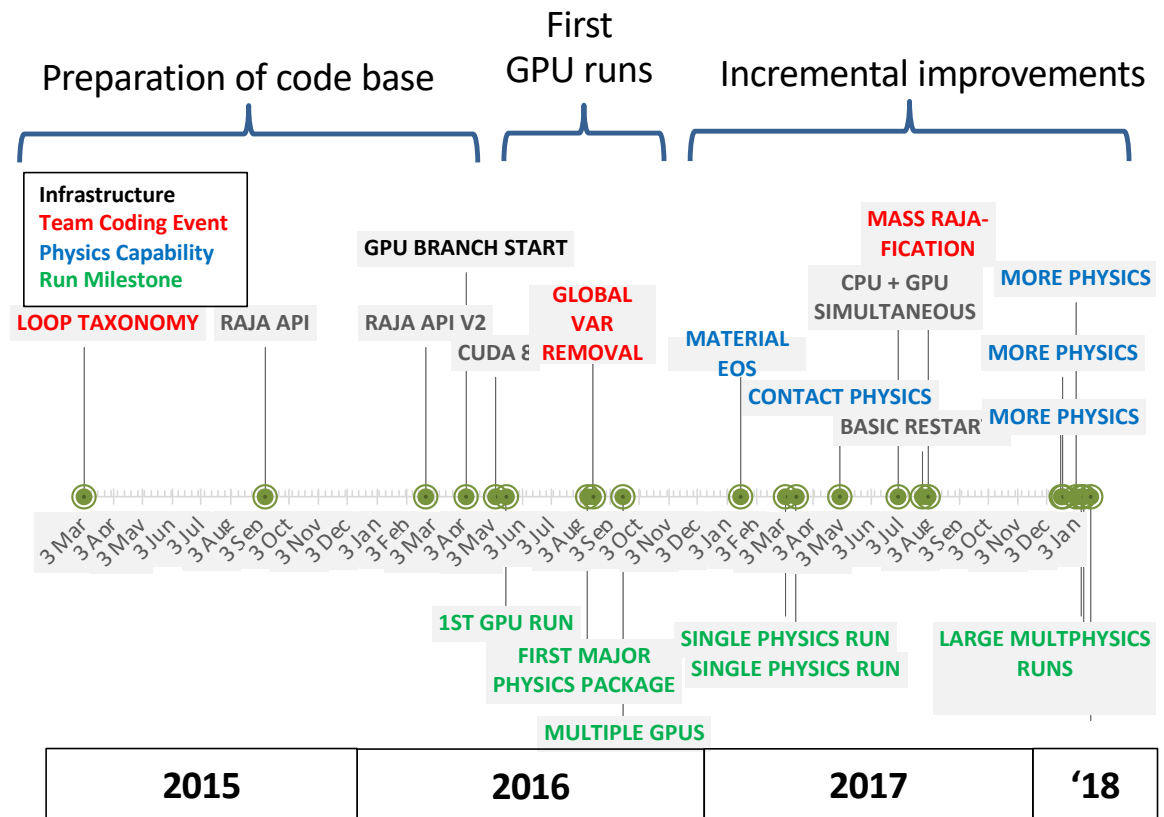 First
GPU runs
Preparation of code base
Incremental improvements
Infrastructure
Team Coding Event
Physics Capability
Run Milestone
LOOP TAXONOMY
RAJA API
GPU BRANCH START
RAJA API V2
CUDA 8
GLOBAL
VAR
REMOVAL
MATERIAL
EOS
CONTACT PHYSICS
MASS RAJA-
FICATION
CPU + GPU
SIMULTANEOUS
BASIC RESTART
MORE PHYSICS
MORE PHYSICS
MORE PHYSICS
3 Mar
3 Apr
3 May
3 Jun
3 Jul
3 Aug
3 Sep
3 Oct
3 Nov
3 Dec
3 Jan
3 Feb
3 Mar
3 Apr
3 May
3 Jun
3 Jul
3 Aug
3 Sep
3 Oct
3 Nov
3 Dec
3 Jan
3 Feb
3 Mar
3 Apr
3 May
3 Jun
3 Jul
3 Aug
3 Sep
3 Oct
3 Nov
3 Dec
3 Jan
1ST GPU RUN
FIRST MAJOR
PHYSICS PACKAGE
MULTIPLE GPUS
SINGLE PHYSICS RUN
SINGLE PHYSICS RUN
LARGE MULTPHYSICS
RUNS
2015
2016
2017
‘18